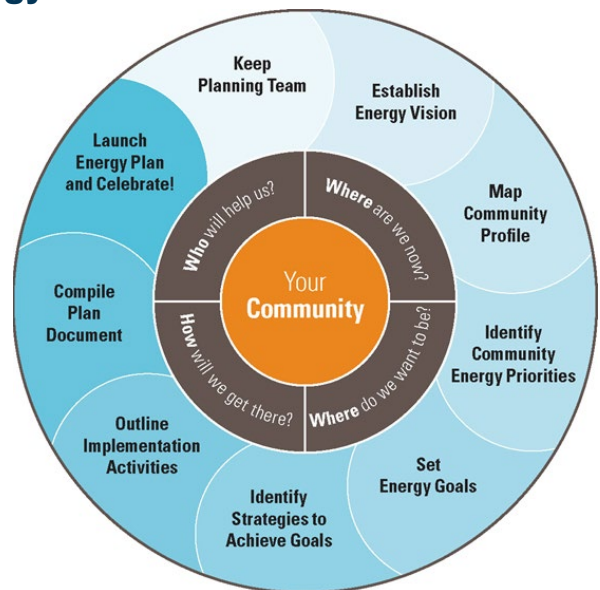 gy
Keep
Planning Team
Establish
Energy Vision
Map
Community
Profile
Identify
Community
Energy Priorities
Set
Energy Goals
Identify
Strategies to
Achieve Goals
Outline
Implementation
Activities
Compile
Plan
Document
Launch
Energy Plan
and Celebrate!
Who will help us?
Where are we now?
Where do we want to be?
How will we get there?
Your
Community